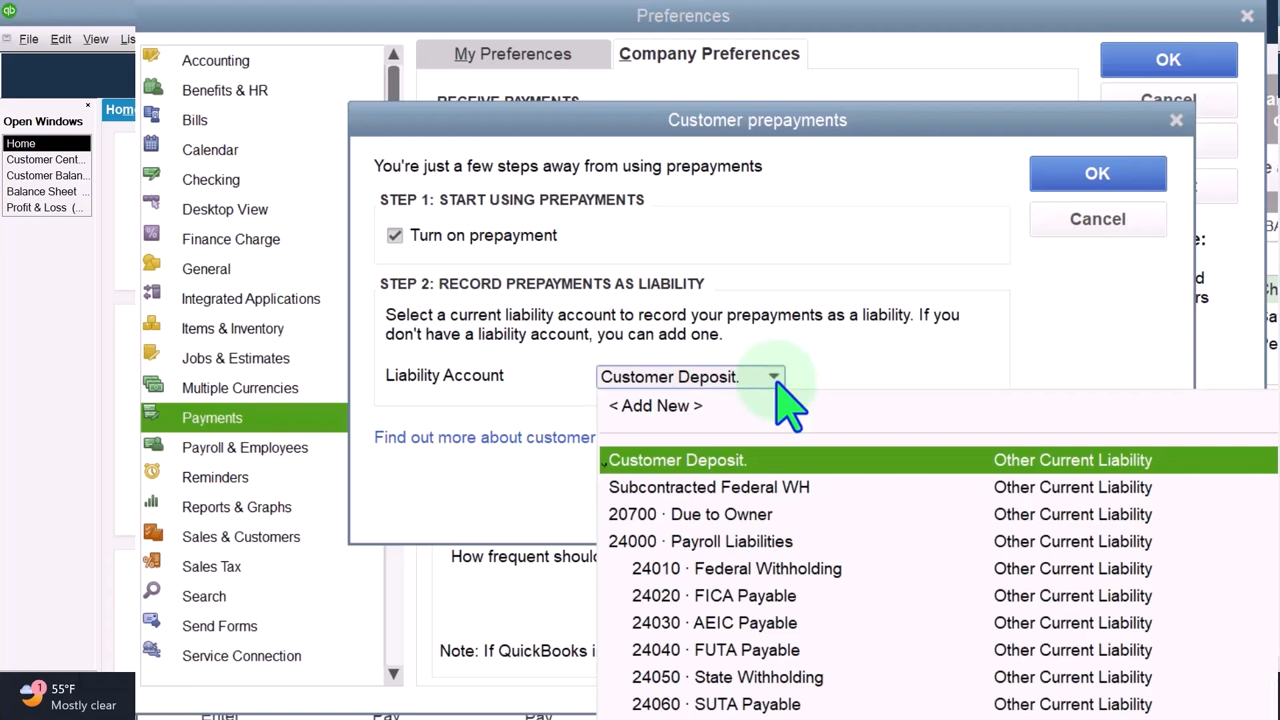 Preferences
File Edit View Lis
Accounting
Benefits & HR
Bills
Calendar
Checking
Desktop View
Finance Charge
General
Integrated Applications
Items & Inventory
Jobs & Estimates
Multiple Currencies
Payments
Payroll & Employees
Reminders
Reports & Graphs
Sales & Customers
Sales Tax
Search
Send Forms
Service Connection
My Preferences
Company Preferences
OK
Cancel
RECEIVE PAYMENTS
Home
Open Windows
Home
Customer Cent...
Customer Balan...
Balance Sheet ...
Profit & Loss (...
Customer prepayments
You're just a few steps away from using prepayments
OK
Cancel
STEP 1: START USING PREPAYMENTS
Turn on prepayment
STEP 2: RECORD PREPAYMENTS AS LIABILITY
Select a current liability account to record your prepayments as a liability. If you
don't have a liability account, you can add one.
Liability Account
Customer Deposit.
Find out more about customer
< Add New >
Customer Deposit. Other Current Liability
Subcontracted Federal WH Other Current Liability
20700 · Due to Owner Other Current Liability
24000 · Payroll Liabilities Other Current Liability
24010 · Federal Withholding Other Current Liability
24020 · FICA Payable Other Current Liability
24030 · AEIC Payable Other Current Liability
24040 · FUTA Payable Other Current Liability
24050 · State Withholding Other Current Liability
24060 · SUTA Payable Other Current Liability
How frequent should
Note: If QuickBooks i
1
55°F
Mostly clear